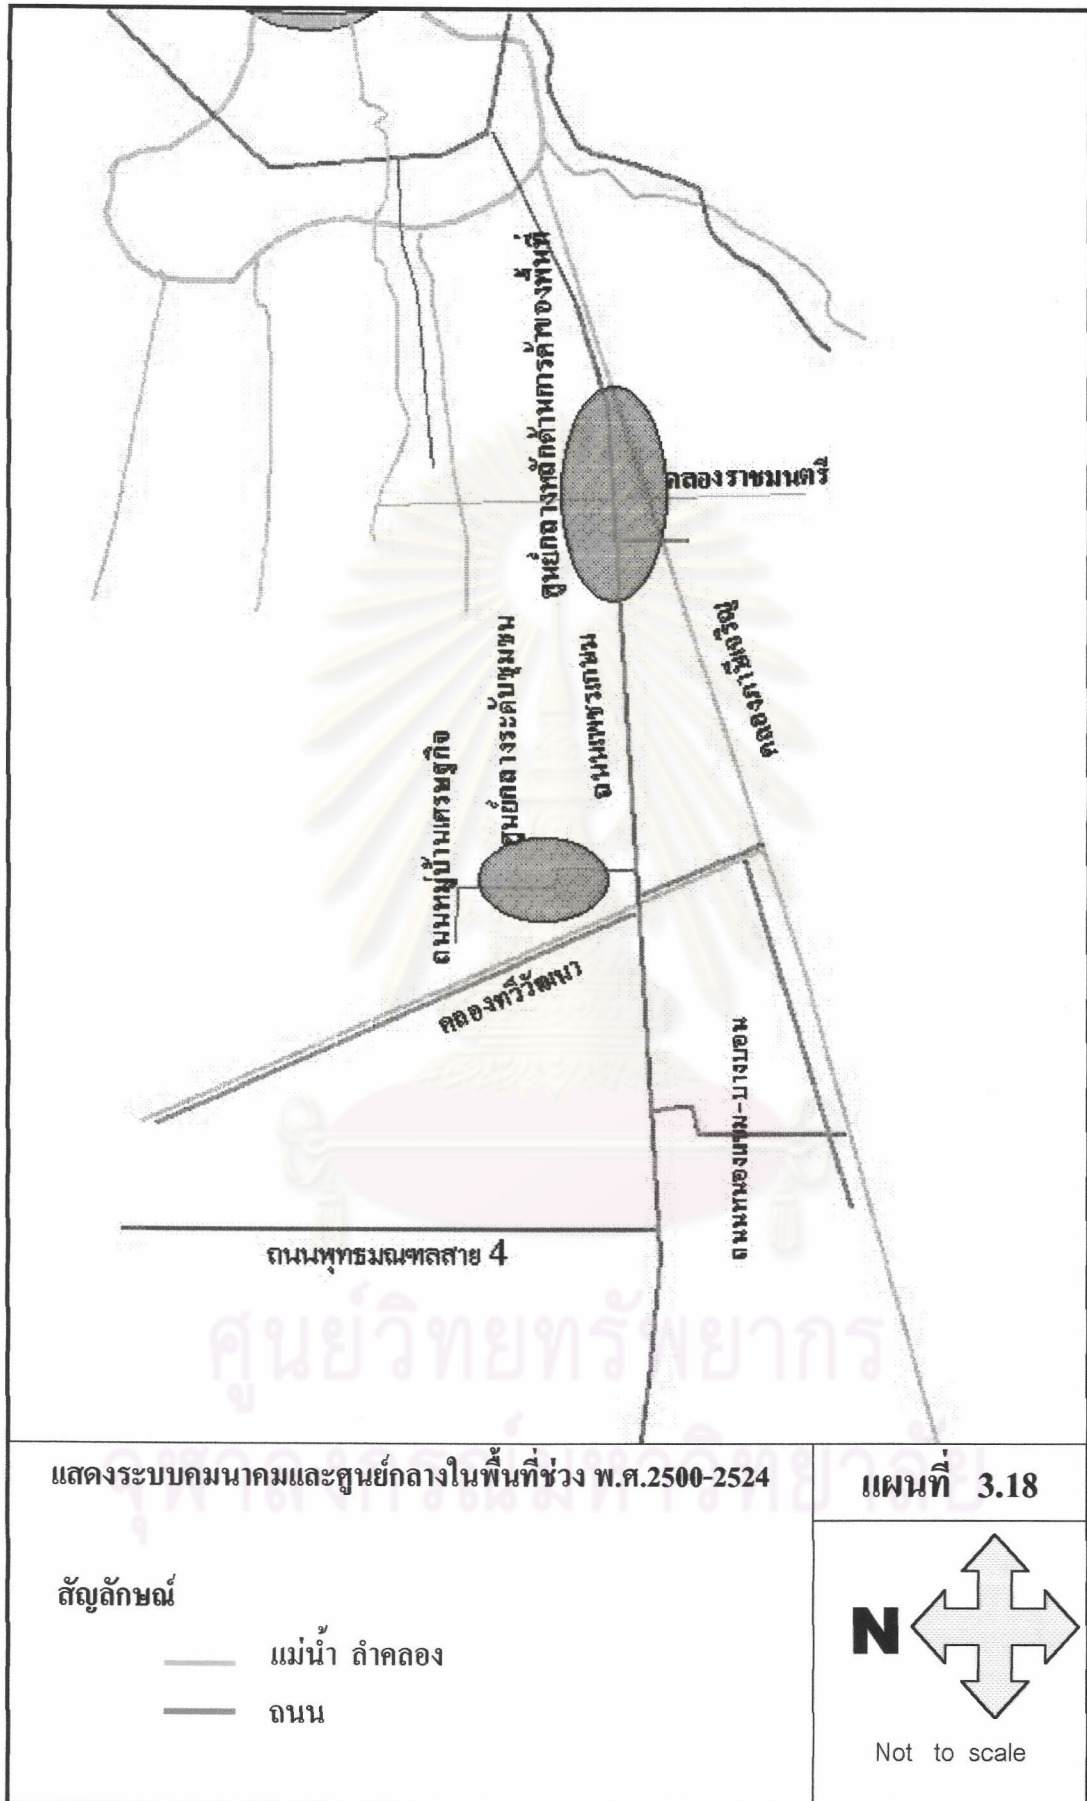 ศูนย์กลางหลักด้านการค้าของพื้นที่
คลองราชมนตรี
คลองภาษีเจริญ
ถนนเพชรเกษม
ศูนย์กลางระดับชุมชน
ถนนหมู่บ้านเศรษฐกิจ
คลองทวีวัฒนา
ถนนหนองแขม-บางบอน
ถนนพุทธมณฑลสาย 4
ศูนย์วิทยทรัพยากร
จุฬาลงกรณ์มหาวิทยาลัย
แสดงระบบคมนาคมและศูนย์กลางในพื้นที่ช่วง พ.ศ.2500-2524
แผนที่ 3.18
สัญลักษณ์
แม่น้ำ ลำคลอง
ถนน
N
Not to scale